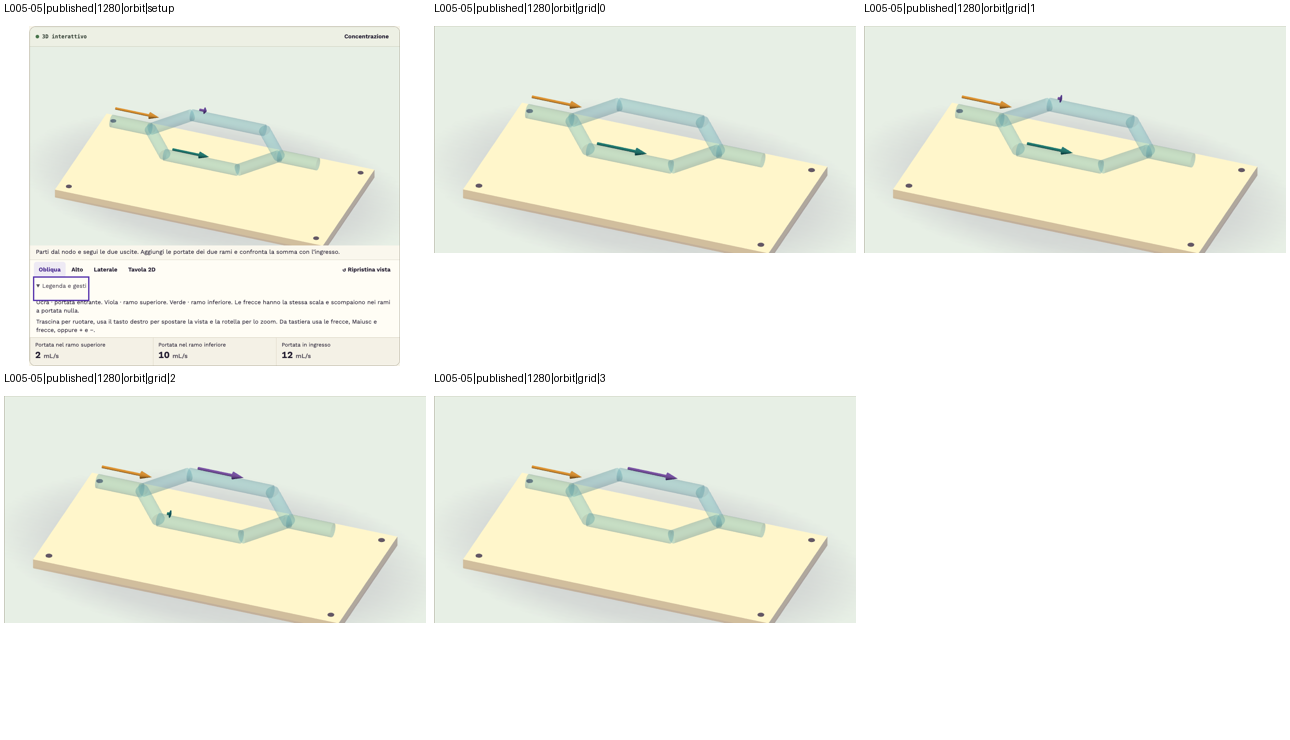 L005-05|published|1280|orbit|setup
L005-05|published|1280|orbit|grid|0
L005-05|published|1280|orbit|grid|1
3D interattivo
Concentrazione
Parti dal nodo e segui le due uscite. Aggiungi le portate dei due rami e confronta la somma con l'ingresso.
Obliqua Alto Laterale Tavola 2D
↺ Ripristina vista
▼ Legenda e gesti
Ocra · portata entrante. Viola · ramo superiore. Verde · ramo inferiore. Le frecce hanno la stessa scala e scompaiono nei rami
a portata nulla.
Trascina per ruotare, usa il tasto destro per spostare la vista e la rotella per lo zoom. Da tastiera usa le frecce, Maiusc e
frecce, oppure + e −.
Portata nel ramo superiore
2 mL/s
Portata nel ramo inferiore
10 mL/s
Portata in ingresso
12 mL/s
L005-05|published|1280|orbit|grid|2
L005-05|published|1280|orbit|grid|3